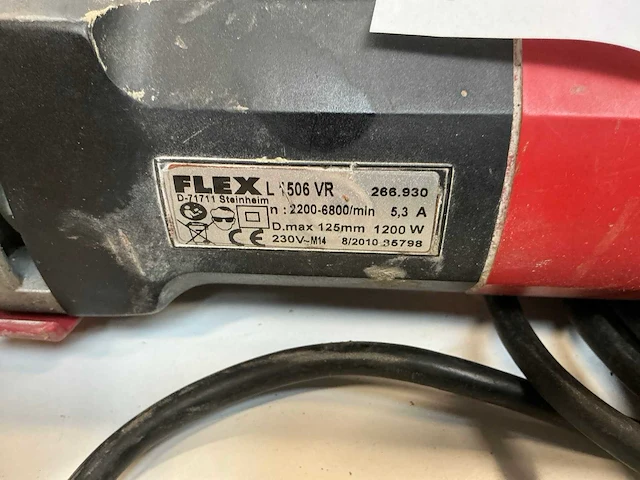 FLEX L 1506 VR 266.930
D-71711 Steinheim
n : 2200-6800/min 5,3 A
D.max 125mm 1200 W
CE 230V~M14 8/2010